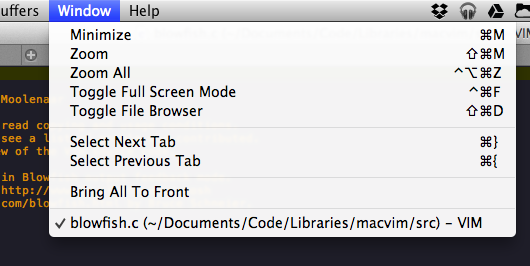 uffers Window Help
Minimize ⌘M
Zoom ⇧⌘M
Zoom All ^⌥⌘Z
Toggle Full Screen Mode ^⌘F
Toggle File Browser ⇧⌘D
Select Next Tab ⌘}
Select Previous Tab ⌘{
Bring All To Front
✓ blowfish.c (~/Documents/Code/Libraries/macvim/src) – VIM
VIM
Moolena
read co
see a l
ew of th
in Blow
http://
com/blo